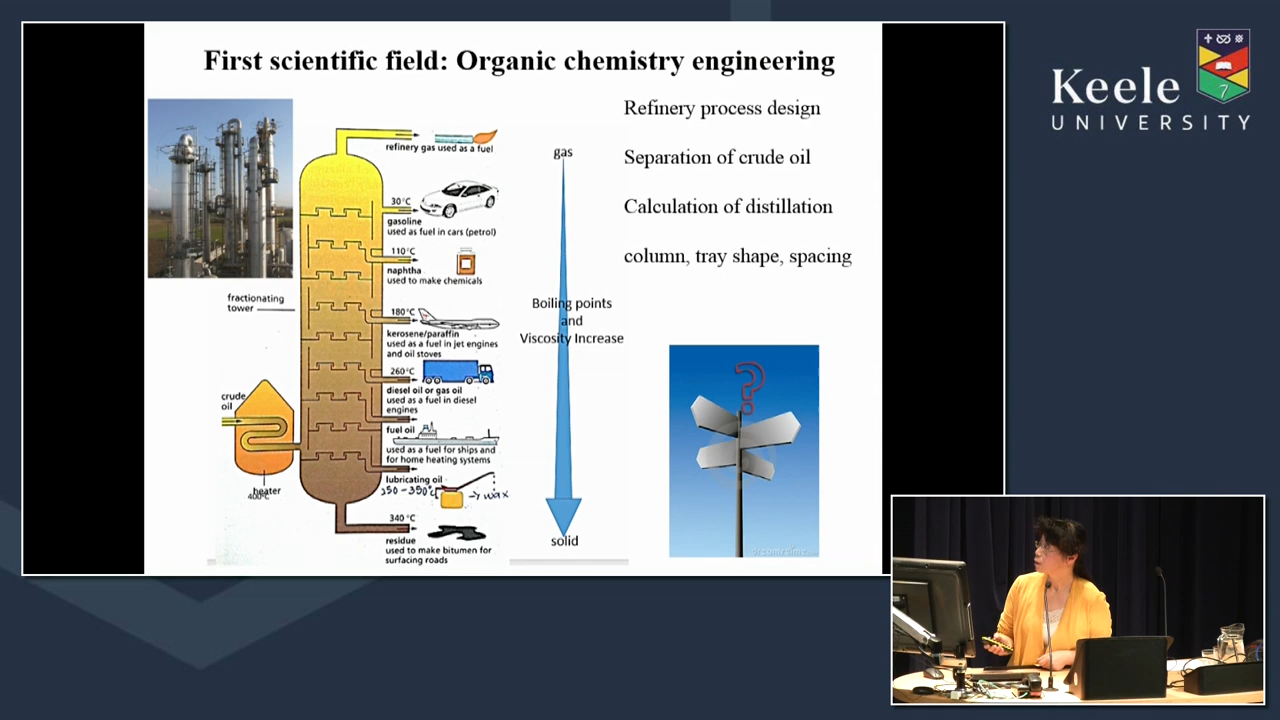 First scientific field: Organic chemistry engineering
refinery gas used as a fuel
30°C
gasoline
used as fuel in cars (petrol)
110°C
naphtha
used to make chemicals
fractionating
tower
180°C
kerosene/paraffin
used as a fuel in jet engines
and oil stoves
260°C
diesel oil or gas oil
used as a fuel in diesel
engines
crude
oil
fuel oil
used as a fuel for ships and
for home heating systems
lubricating oil
350-390°C
→ wax
heater
400°C
340°C
residue
used to make bitumen for
surfacing roads
gas
Boiling points
and
Viscosity Increase
solid
Refinery process design
Separation of crude oil
Calculation of distillation
column, tray shape, spacing
?
dreamstime
Keele
UNIVERSITY